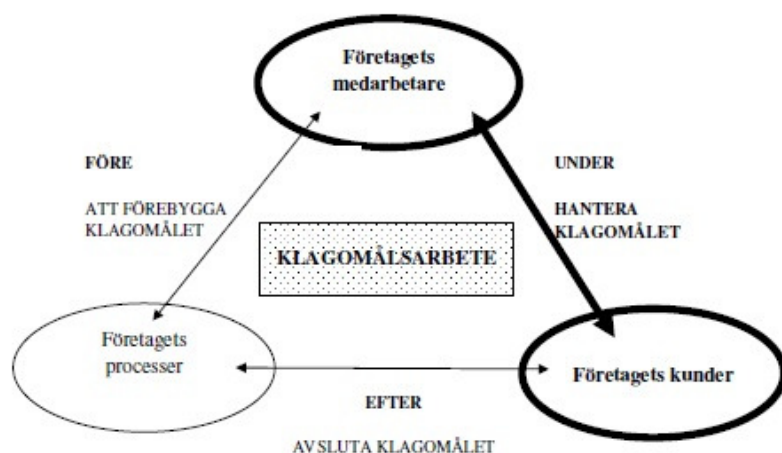 Företagets
medarbetare
FÖRE
UNDER
ATT FÖREBYGGA
KLAGOMÅLET
HANTERA
KLAGOMÅLET
KLAGOMÅLSARBETE
Företagets
processer
Företagets kunder
EFTER
AVSLUTA KLAGOMÅLET